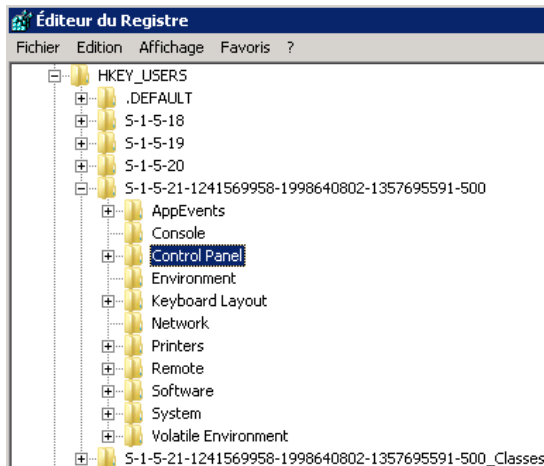 Éditeur du Registre
Fichier Edition Affichage Favoris ?
HKEY_USERS
.DEFAULT
S-1-5-18
S-1-5-19
S-1-5-20
S-1-5-21-1241569958-1998640802-1357695591-500
AppEvents
Console
Control Panel
Environment
Keyboard Layout
Network
Printers
Remote
Software
System
Volatile Environment
S-1-5-21-1241569958-1998640802-1357695591-500_Classes